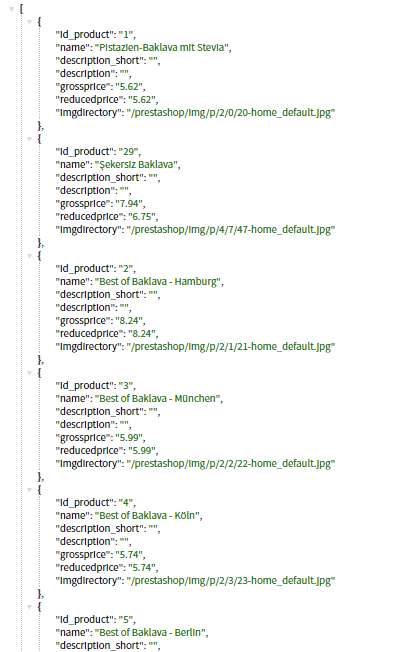 [
{
"id_product": "1",
"name": "Pistazien-Baklava mit Stevia",
"description_short": "",
"description": "",
"grossprice": "5.62",
"reducedprice": "5.62",
"imgdirectory": "/prestashop/img/p/2/0/20-home_default.jpg"
},
{
"id_product": "29",
"name": "Şekersiz Baklava",
"description_short": "",
"description": "",
"grossprice": "7.94",
"reducedprice": "6.75",
"imgdirectory": "/prestashop/img/p/4/7/47-home_default.jpg"
},
{
"id_product": "2",
"name": "Best of Baklava - Hamburg",
"description_short": "",
"description": "",
"grossprice": "8.24",
"reducedprice": "8.24",
"imgdirectory": "/prestashop/img/p/2/1/21-home_default.jpg"
},
{
"id_product": "3",
"name": "Best of Baklava - München",
"description_short": "",
"description": "",
"grossprice": "5.99",
"reducedprice": "5.99",
"imgdirectory": "/prestashop/img/p/2/2/22-home_default.jpg"
},
{
"id_product": "4",
"name": "Best of Baklava - Köln",
"description_short": "",
"description": "",
"grossprice": "5.74",
"reducedprice": "5.74",
"imgdirectory": "/prestashop/img/p/2/3/23-home_default.jpg"
},
{
"id_product": "5",
"name": "Best of Baklava - Berlin",
"description_short": "",